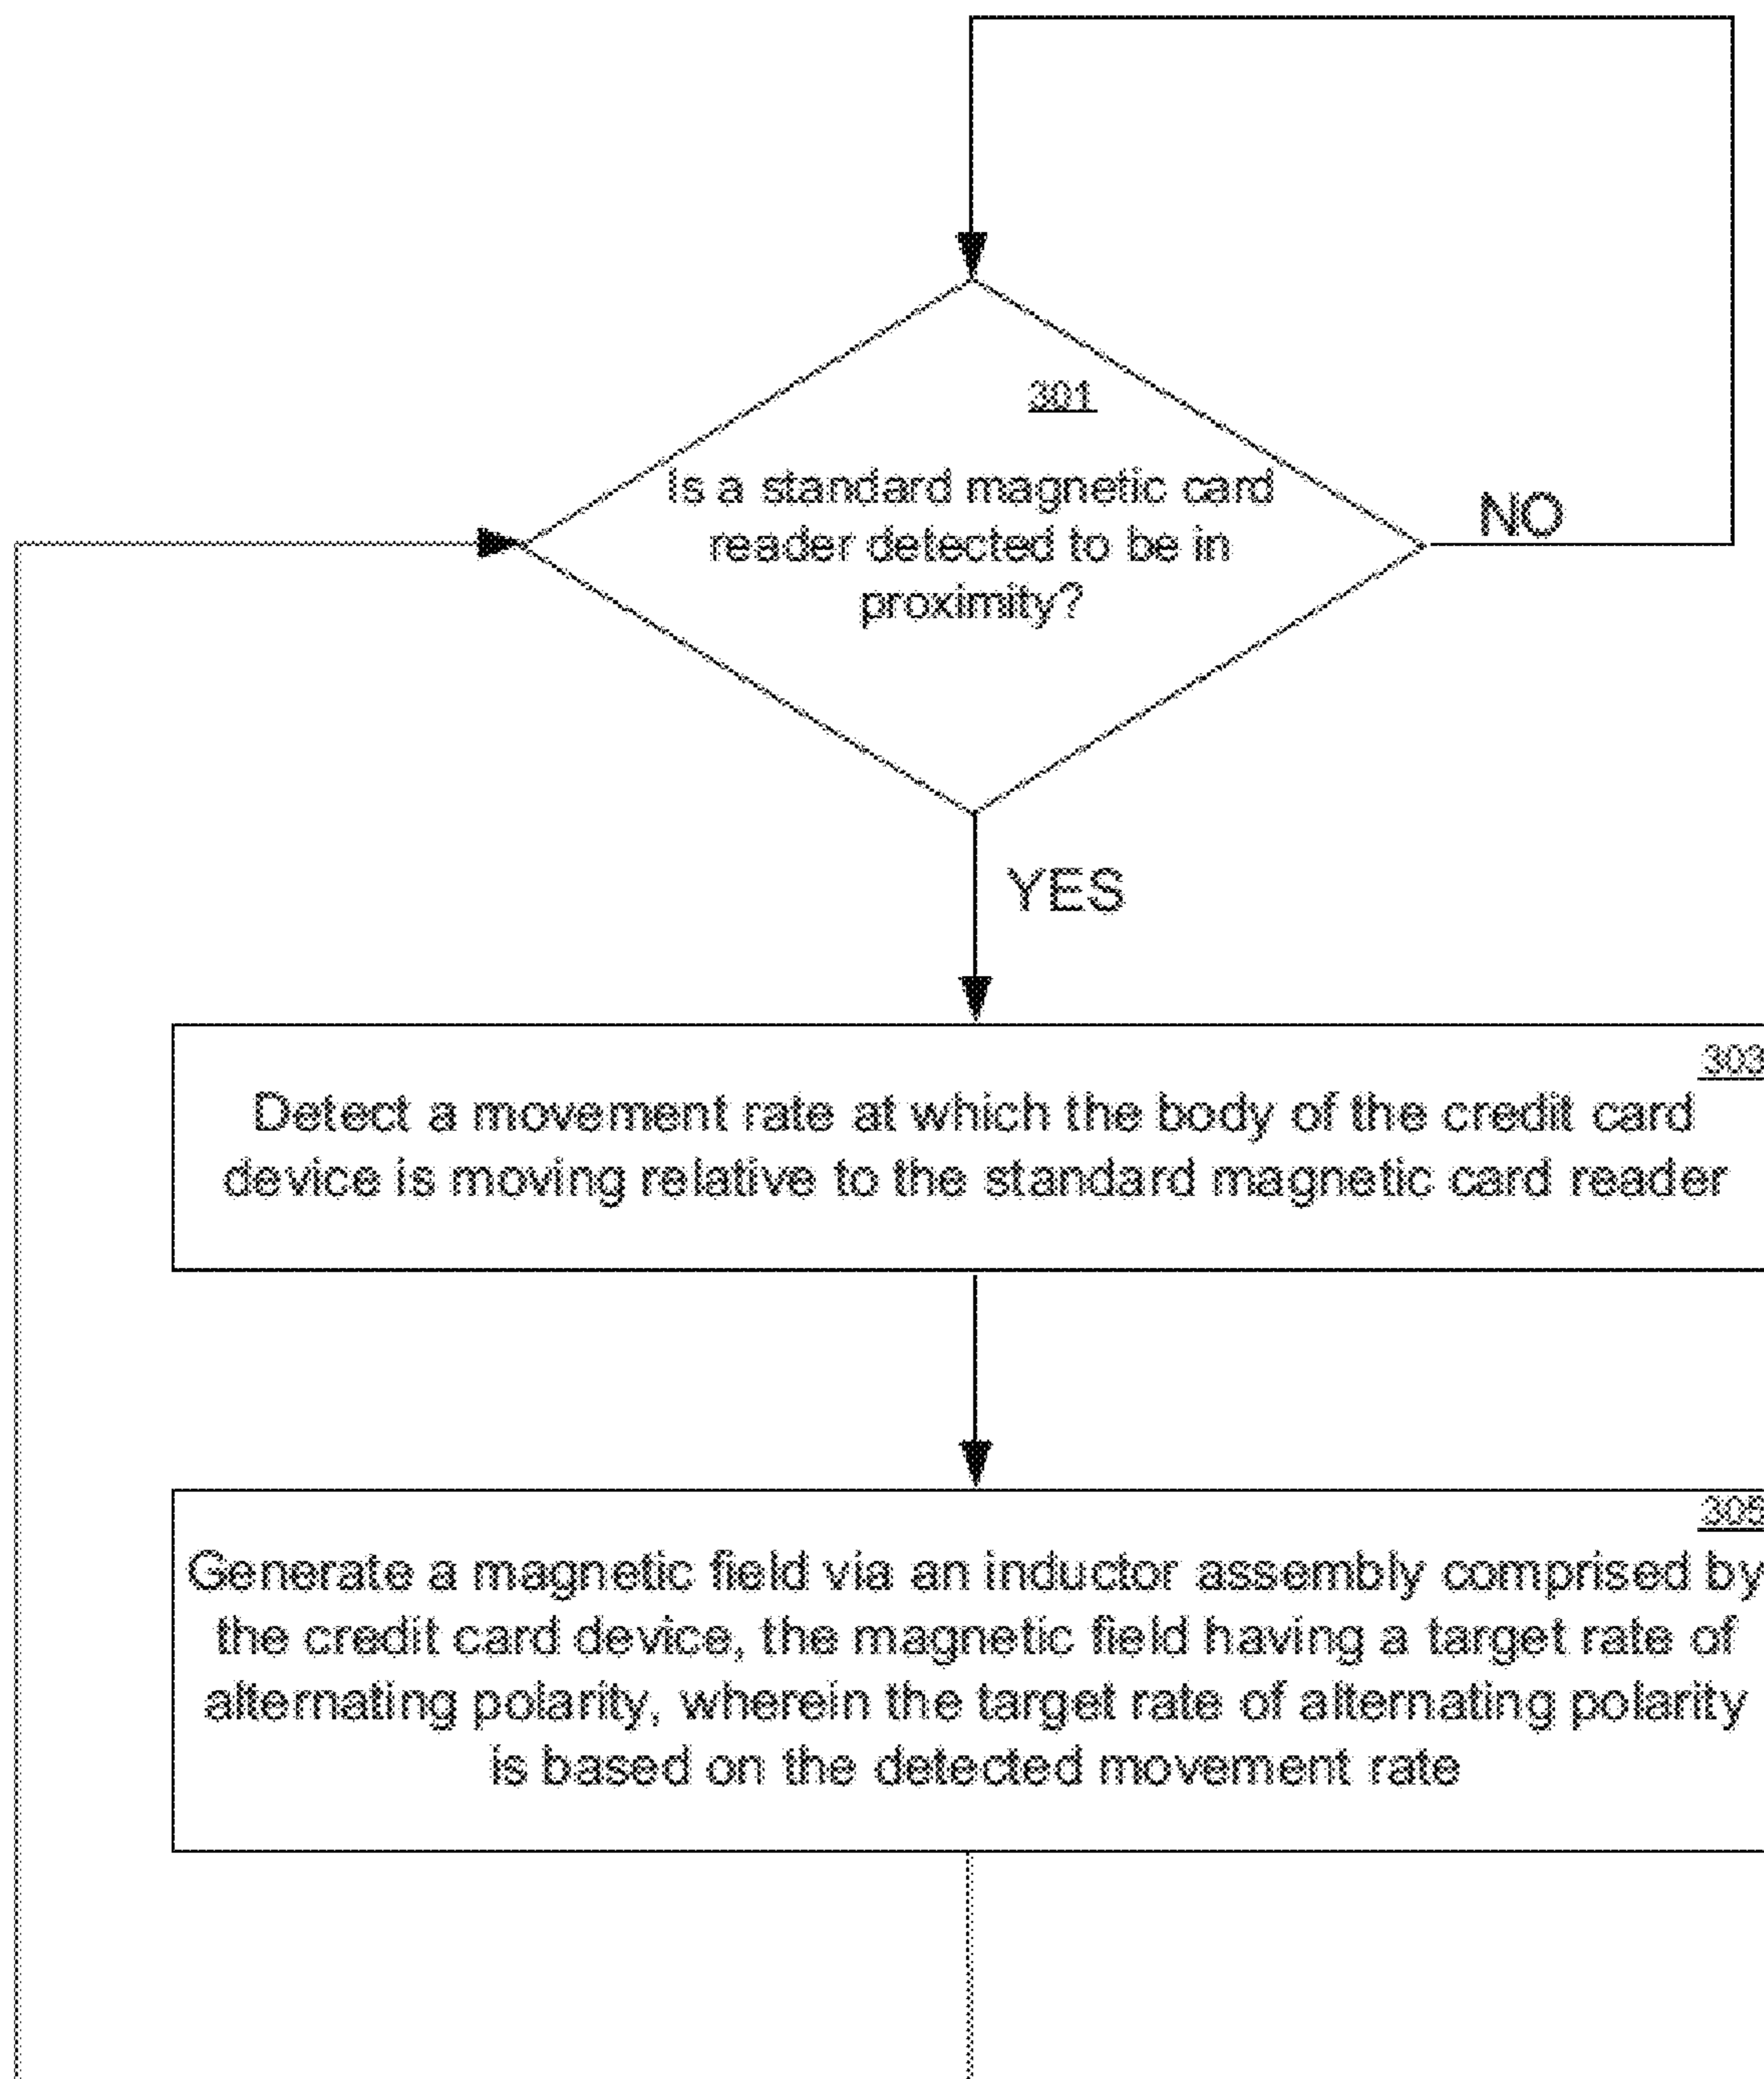 301
Is a standard magnetic card
reader detected to be in
proximity?
NO
YES
303
Detect a movement rate at which the body of the credit card
device is moving relative to the standard magnetic card reader
Generate a magnetic field via an inductor assembly comprised by
the credit card device, the magnetic field having a target rate of
alternating polarity, wherein the target rate of alternating polarity
is based on the detected movement rate